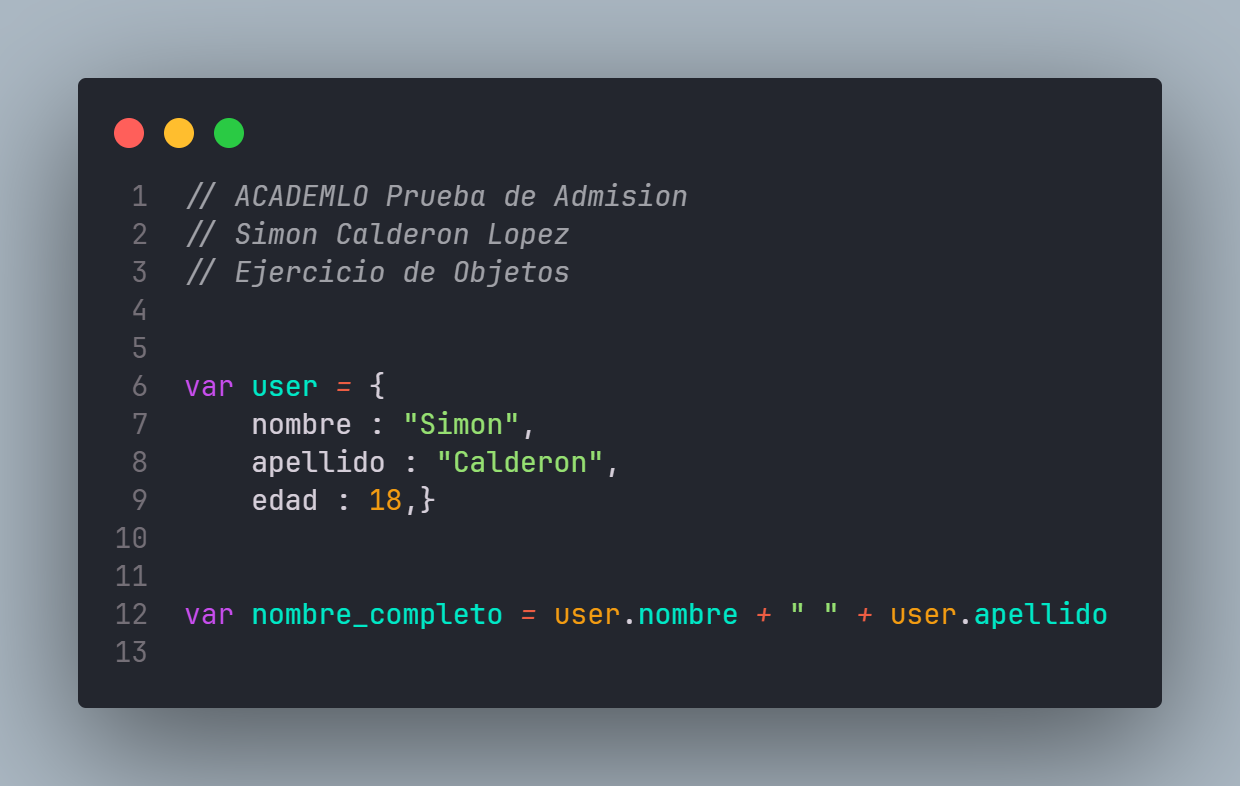 1 // ACADEMLO Prueba de Admision
2 // Simon Calderon Lopez
3 // Ejercicio de Objetos
4
5
6 var user = {
7     nombre : "Simon",
8     apellido : "Calderon",
9     edad : 18,}
10
11
12 var nombre_completo = user.nombre + " " + user.apellido
13